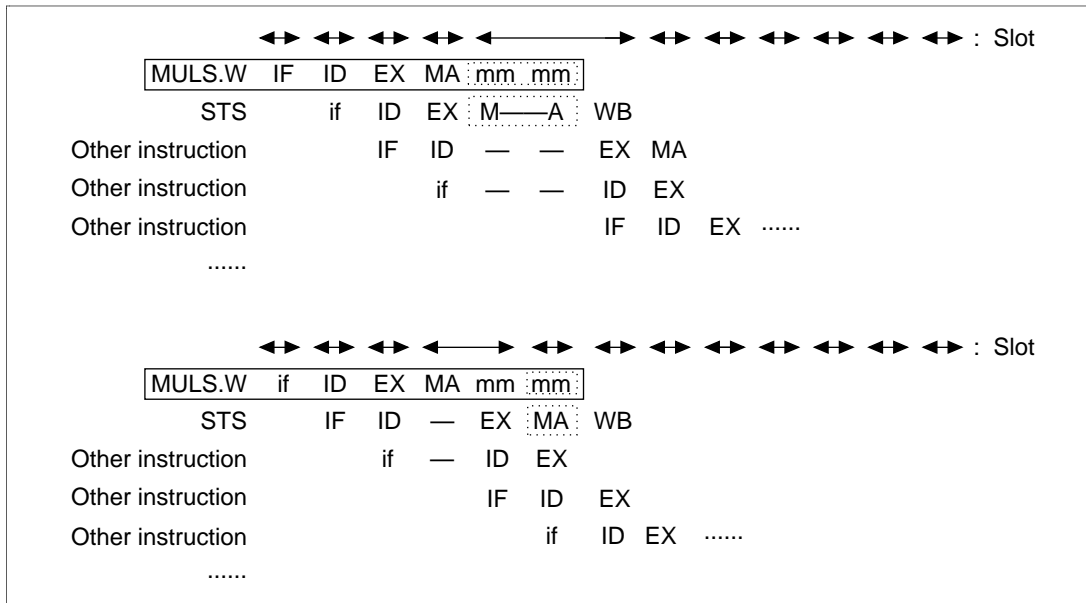 : Slot
MULS.W IF ID EX MA mm mm
STS if ID EX M——A WB
Other instruction IF ID — — EX MA
Other instruction if — — ID EX
Other instruction IF ID EX ......
......
: Slot
MULS.W if ID EX MA mm mm
STS IF ID — EX MA WB
Other instruction if — ID EX
Other instruction IF ID EX
Other instruction if ID EX ......
......